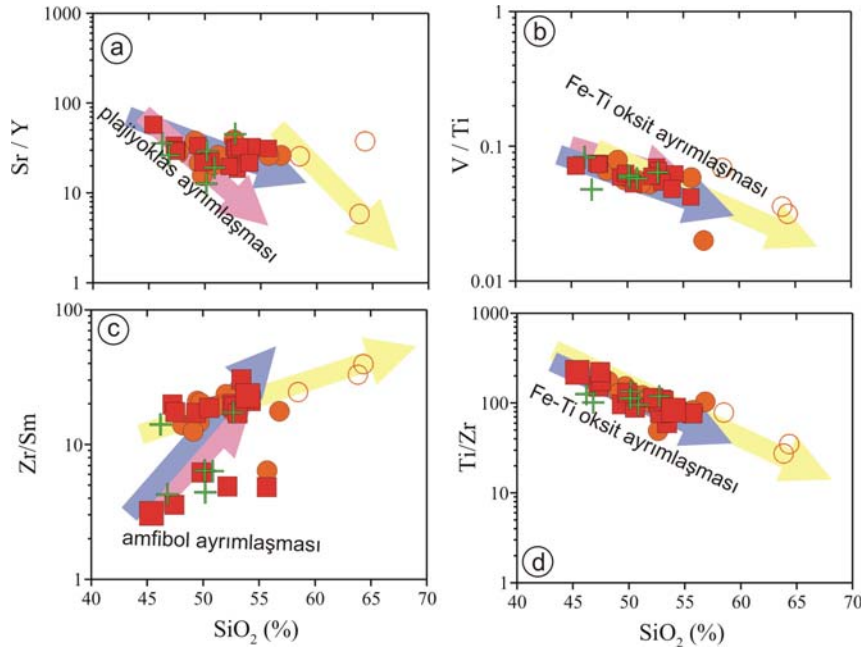 1000
100
10
1
Sr / Y
a
plajiyoklas ayrımlaşması
1
0.1
0.01
V / Ti
b
Fe-Ti oksit ayrımlaşması
100
10
1
Zr/Sm
c
amfibol ayrımlaşması
40 45 50 55 60 65 70
SiO₂ (%)
1000
100
10
1
Ti/Zr
Fe-Ti oksit ayrımlaşması
d
40 45 50 55 60 65 70
SiO₂ (%)